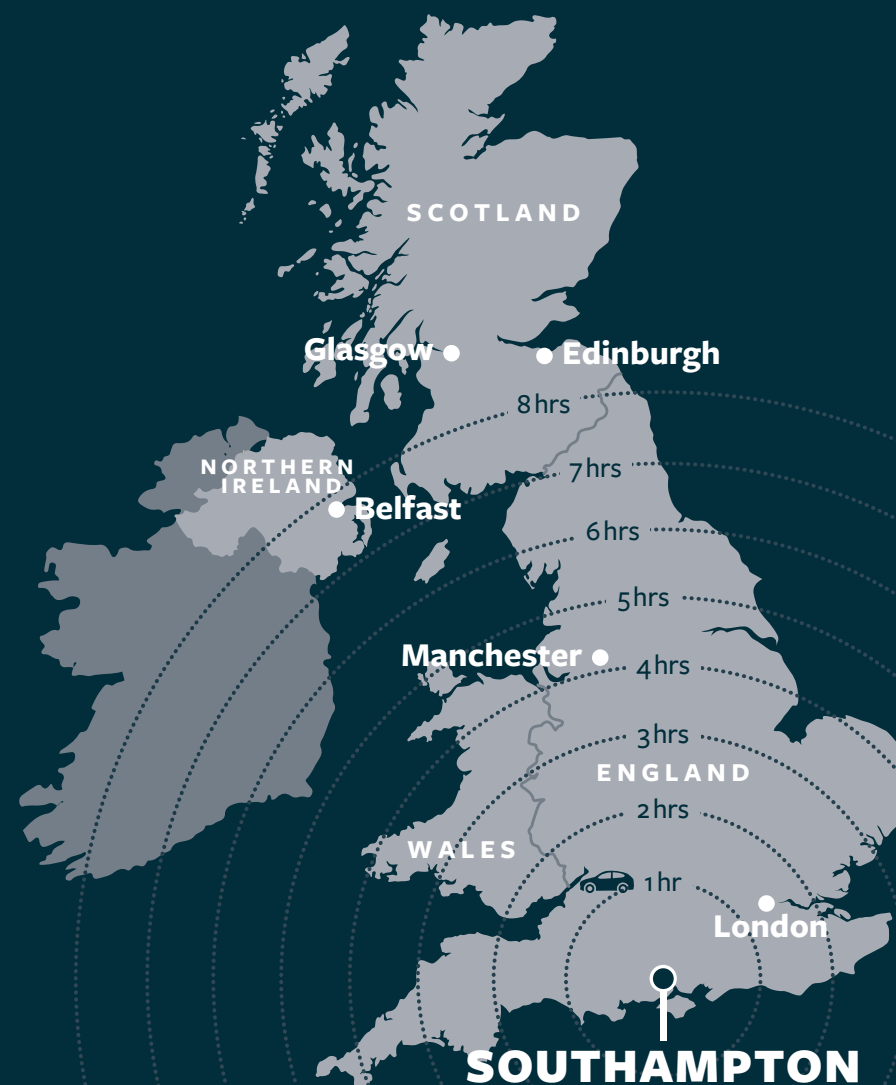 SCOTLAND
Glasgow
Edinburgh
8hrs
NORTHERN
IRELAND
7hrs
Belfast
6hrs
5hrs
Manchester
4hrs
3hrs
ENGLAND
2hrs
WALES
1hr
London
SOUTHAMPTON